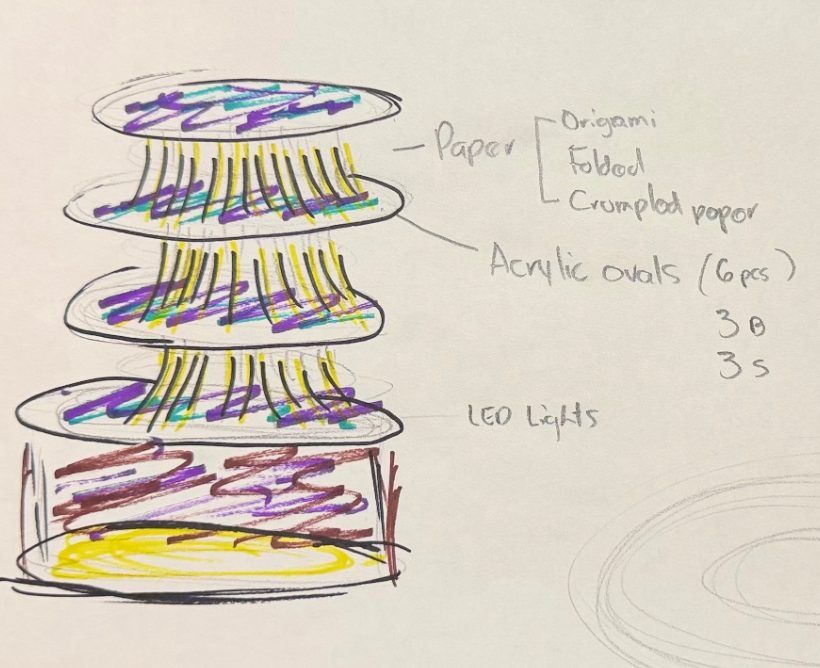 Paper
Origami
Folded
Crumpled paper
Acrylic ovals (6 pcs)
3 B
3 S
LED Lights